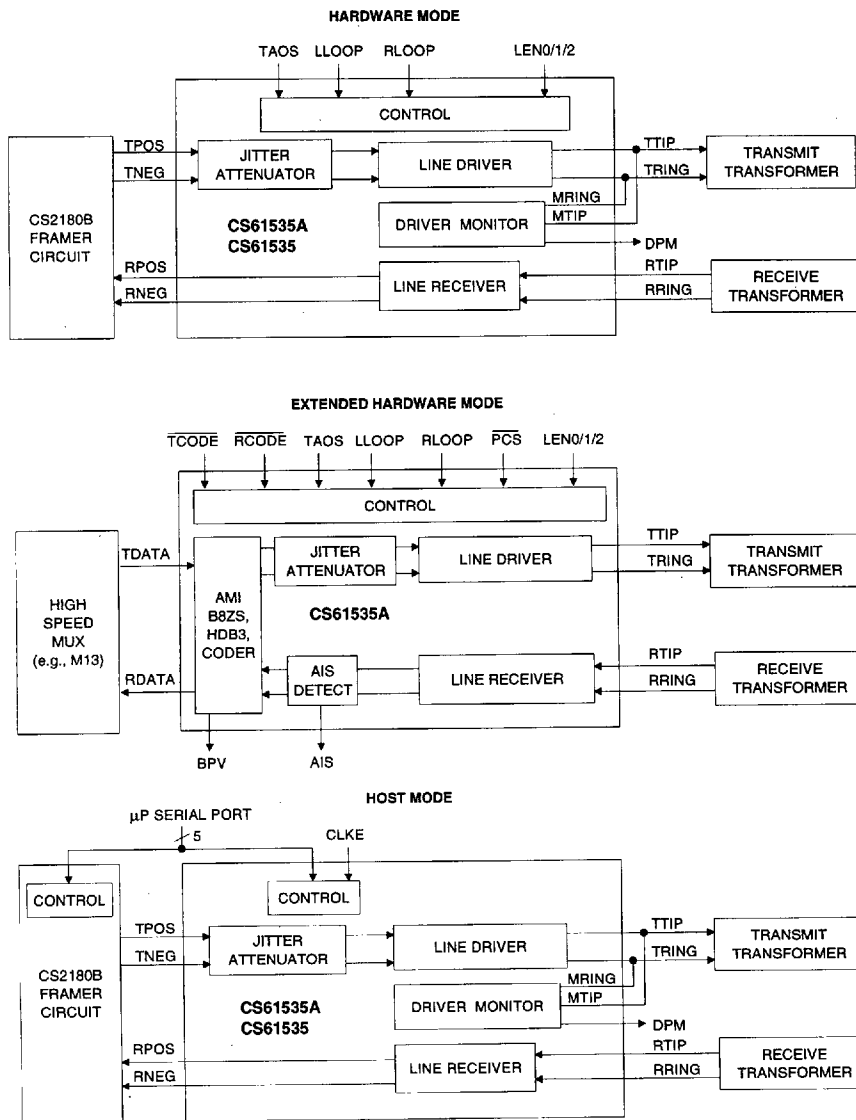 HARDWARE MODE
TAOS LLOOP RLOOP LEN0/1/2
CONTROL
TPOS
TNEG
JITTER
ATTENUATOR
LINE DRIVER
TTIP
TRING
TRANSMIT
TRANSFORMER
CS2180B
FRAMER
CIRCUIT
CS61535A
CS61535
MRING
MTIP
DRIVER MONITOR
DPM
RPOS
RNEG
LINE RECEIVER
RTIP
RRING
RECEIVE
TRANSFORMER
EXTENDED HARDWARE MODE
TCODE RCODE TAOS LLOOP RLOOP PCS LEN0/1/2
CONTROL
TDATA
JITTER
ATTENUATOR
LINE DRIVER
TTIP
TRING
TRANSMIT
TRANSFORMER
HIGH
SPEED
MUX
(e.g., M13)
AMI
B8ZS,
HDB3,
CODER
CS61535A
RDATA
AIS
DETECT
LINE RECEIVER
RTIP
RRING
RECEIVE
TRANSFORMER
BPV
AIS
HOST MODE
μP SERIAL PORT
5
CLKE
CONTROL
CONTROL
TPOS
TNEG
JITTER
ATTENUATOR
LINE DRIVER
TTIP
TRING
TRANSMIT
TRANSFORMER
CS2180B
FRAMER
CIRCUIT
CS61535A
CS61535
MRING
MTIP
DRIVER MONITOR
DPM
RPOS
RNEG
LINE RECEIVER
RTIP
RRING
RECEIVE
TRANSFORMER